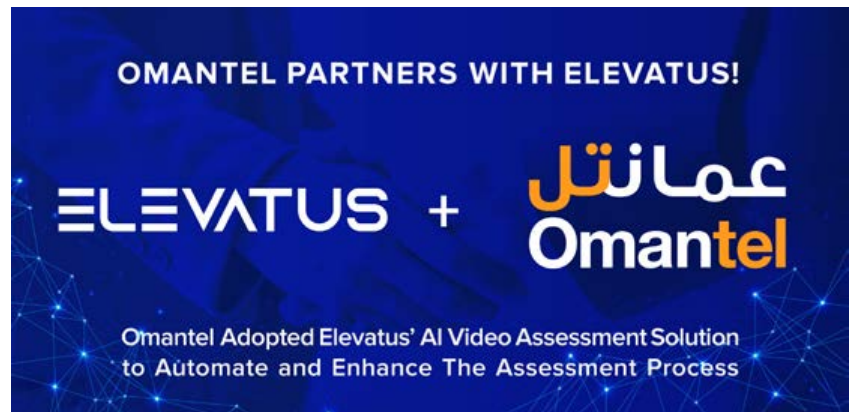 OMANTEL PARTNERS WITH ELEVATUS!
ELEVATUS + عمانتل
Omantel
Omantel Adopted Elevatus' AI Video Assessment Solution
to Automate and Enhance The Assessment Process